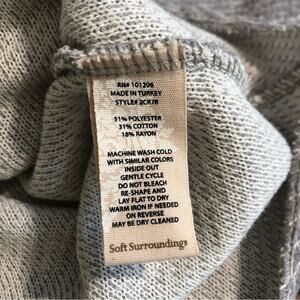 RN# 101206
MADE IN TURKEY
STYLE# 2CR78
51% POLYESTER
31% COTTON
18% RAYON
MACHINE WASH COLD
WITH SIMILAR COLORS
INSIDE OUT
GENTLE CYCLE
DO NOT BLEACH
RE-SHAPE AND
LAY FLAT TO DRY
WARM IRON IF NEEDED
ON REVERSE
MAY BE DRY CLEANED
Soft Surroundings